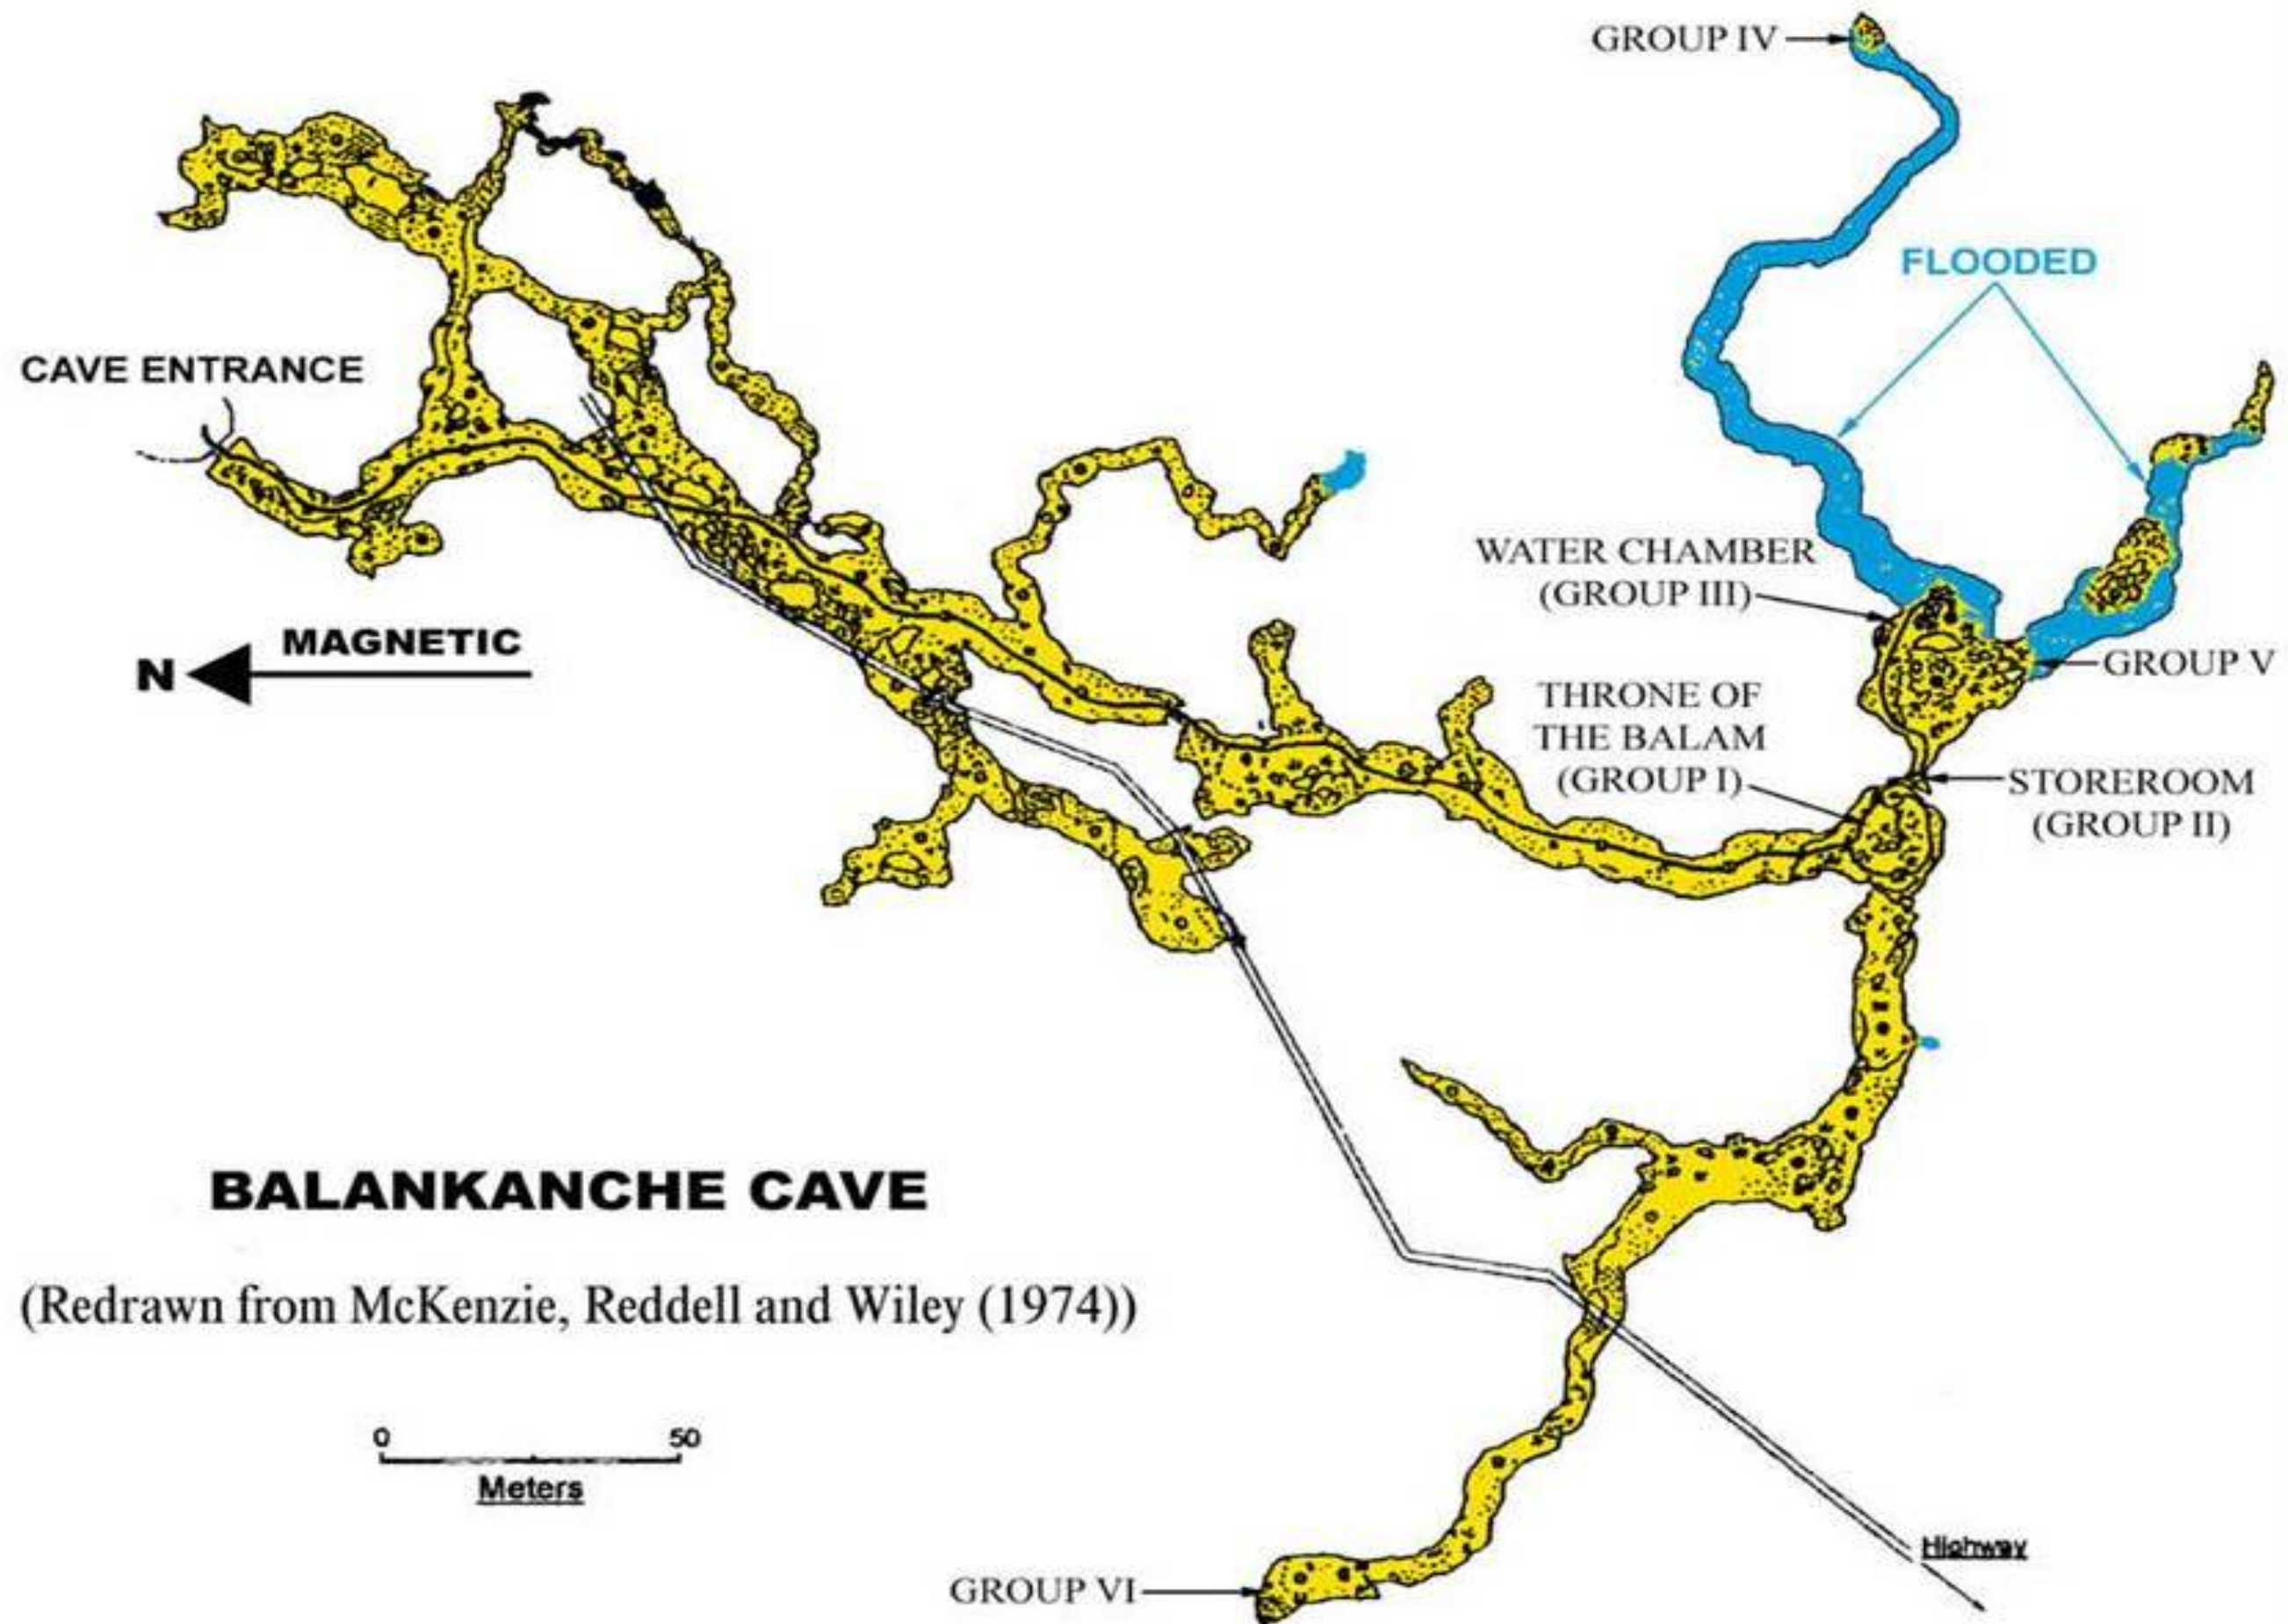 GROUP IV
FLOODED
CAVE ENTRANCE
WATER CHAMBER
(GROUP III)
MAGNETIC
N
GROUP V
THRONE OF
THE BALAM
(GROUP I)
STOREROOM
(GROUP II)
BALANKANCHE CAVE
(Redrawn from McKenzie, Reddell and Wiley (1974))
0 50
Meters
Highway
GROUP VI